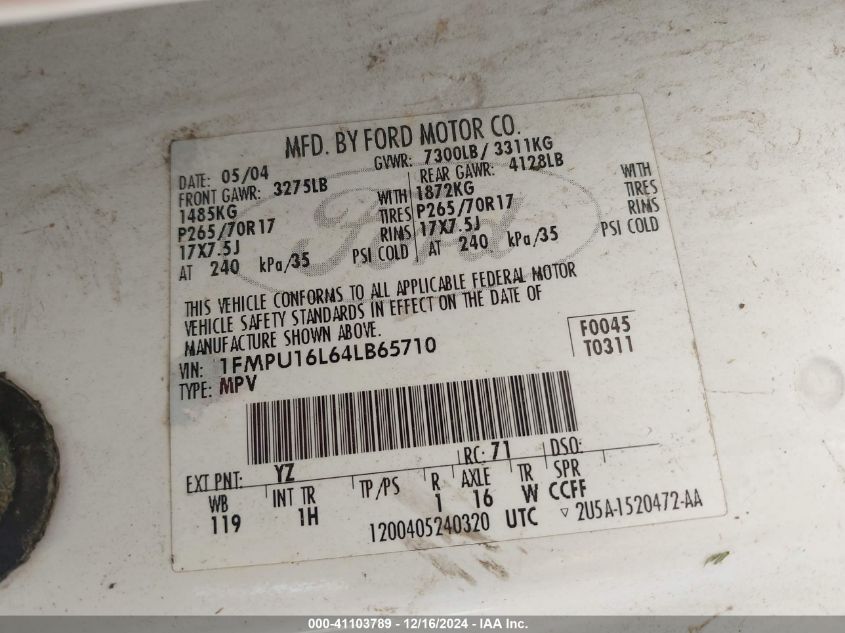 MFD. BY FORD MOTOR CO.
DATE: 05/04 GVWR: 7300LB/ 3311KG
FRONT GAWR: 3275LB REAR GAWR: 4128LB
1485KG WITH 1872KG WITH
P265/70R17 TIRES P265/70R17 TIRES
17X7.5J RIMS 17X7.5J RIMS
AT 240 kPa/35 PSI COLD AT 240 kPa/35 PSI COLD
Ford
THIS VEHICLE CONFORMS TO ALL APPLICABLE FEDERAL MOTOR
VEHICLE SAFETY STANDARDS IN EFFECT ON THE DATE OF
MANUFACTURE SHOWN ABOVE.
VIN: 1FMPU16L64LB65710 F0045
TYPE: MPV T0311
EXT PNT: YZ RC: 71 DSO:
WB INT TR TP/PS R AXLE TR SPR
119 1H 1 16 W CCFF
1200405240320 UTC ▽ 2U5A-1520472-AA
000-41103789 - 12/16/2024 - IAA Inc.